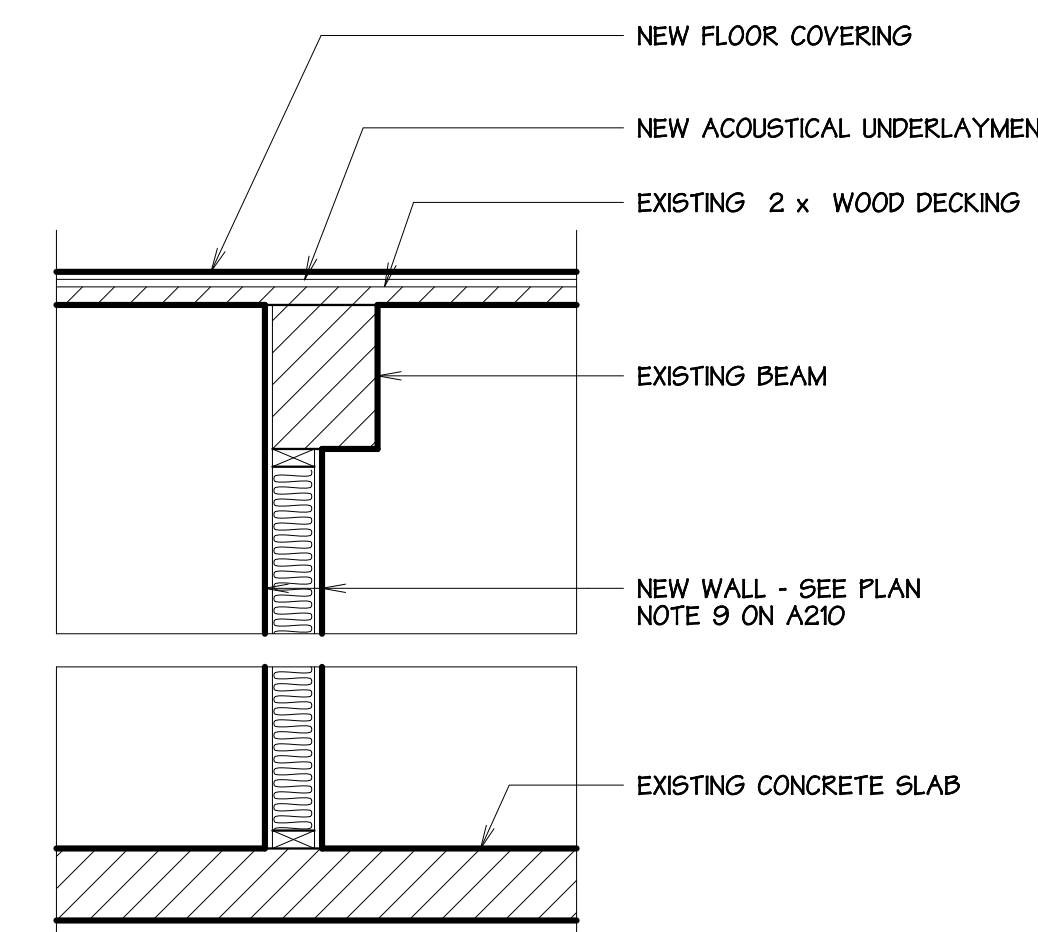 NEW FLOOR COVERING
NEW ACOUSTICAL UNDERLAYMEN
EXISTING 2 x WOOD DECKING
EXISTING BEAM
NEW WALL - SEE PLAN
NOTE 9 ON A210
EXISTING CONCRETE SLAB